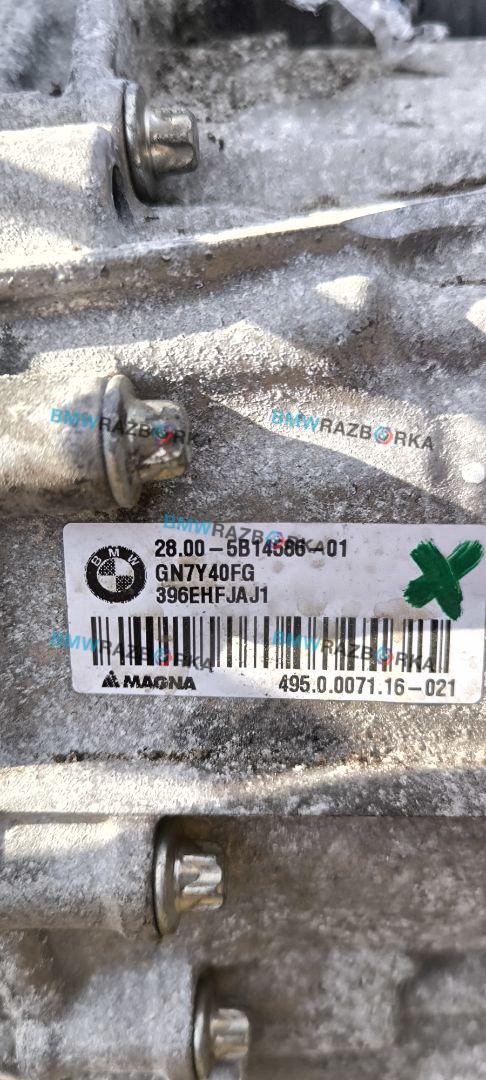 BMWRAZBORKA
BMWRAZBORKA
BMWRAZBORKA
28.00-5B14586-01
BMW
GN7Y40FG
396EHFJAJ1
BMWRAZBORKA
BMWRAZBORKA
MAGNA
495.0.0071.16-021